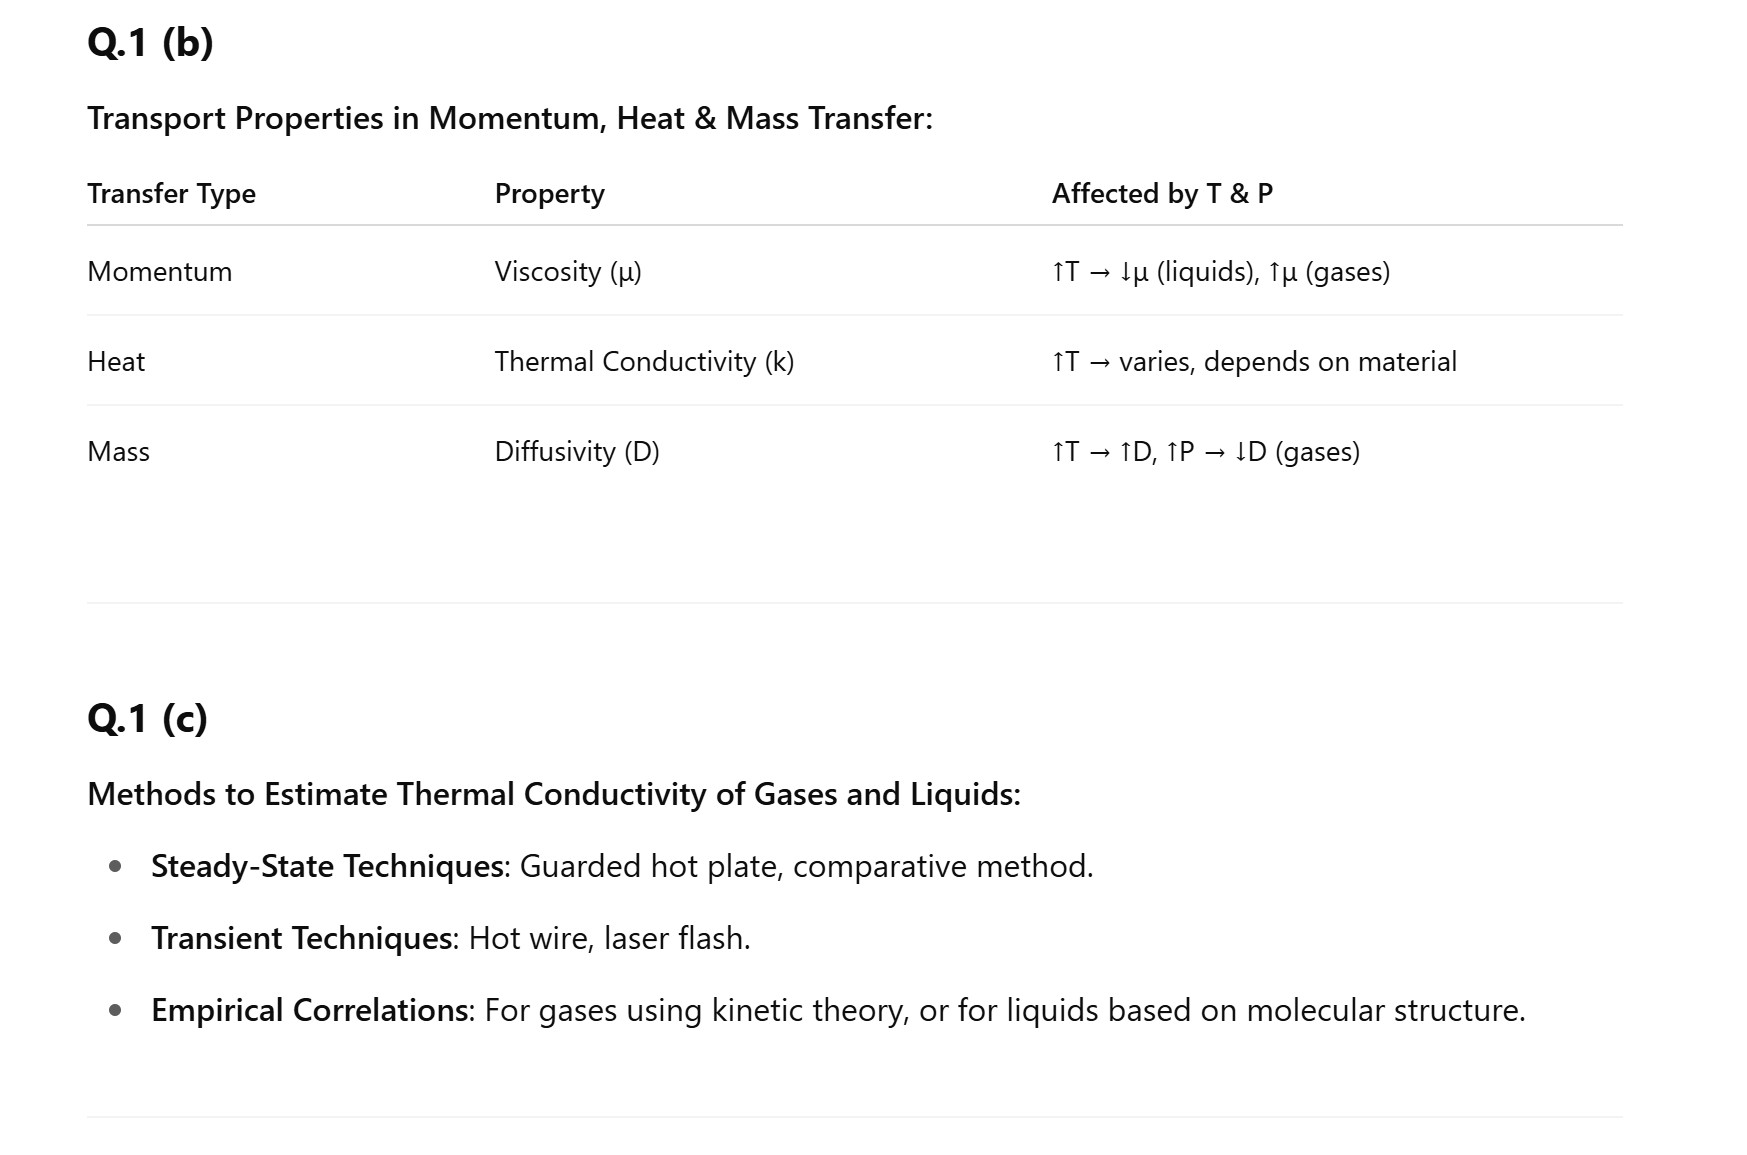 Q.1 (b)
Transport Properties in Momentum, Heat & Mass Transfer:
Transfer Type Property Affected by T & P
Momentum Viscosity (μ) ↑T → ↓μ (liquids), ↑μ (gases)
Heat Thermal Conductivity (k) ↑T → varies, depends on material
Mass Diffusivity (D) ↑T → ↑D, ↑P → ↓D (gases)
Q.1 (c)
Methods to Estimate Thermal Conductivity of Gases and Liquids:
• Steady-State Techniques: Guarded hot plate, comparative method.
• Transient Techniques: Hot wire, laser flash.
• Empirical Correlations: For gases using kinetic theory, or for liquids based on molecular structure.